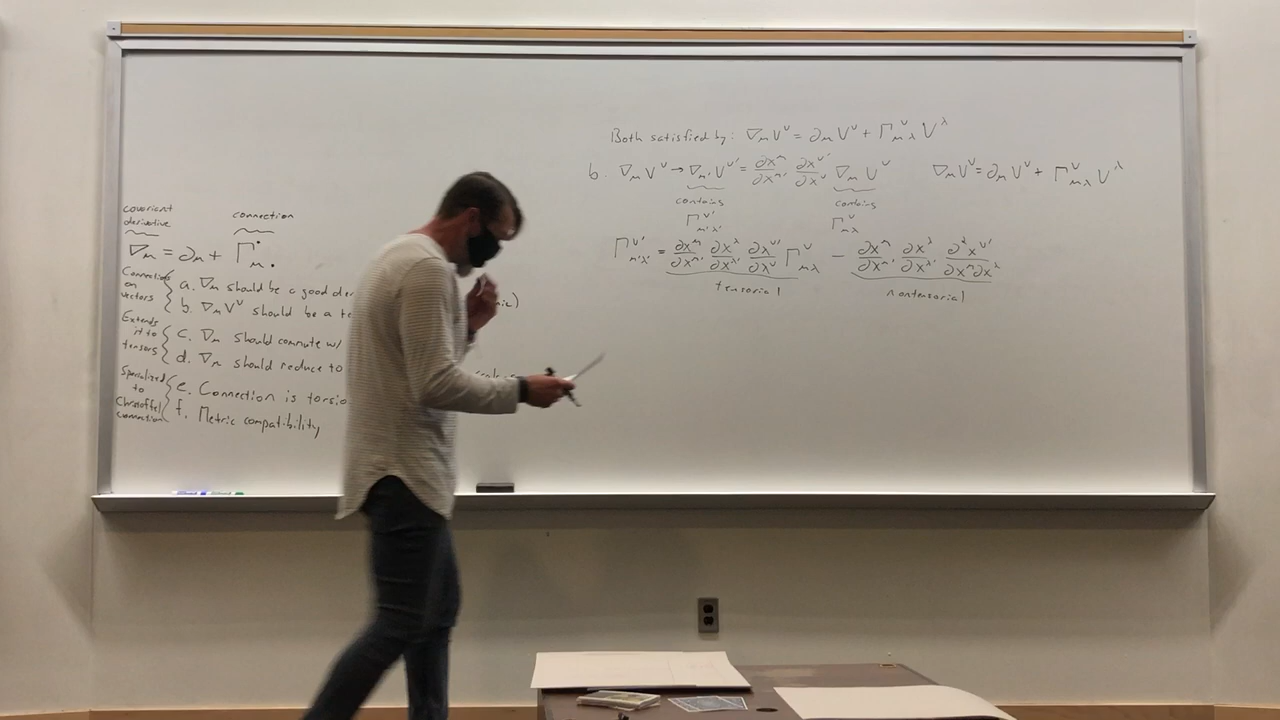 covariant
derivative
connection
∇_μ = ∂_μ + Γ^•_μ•
Connection
on
vectors
a. ∇_μ should be a good der
b. ∇_μ V^ν should be a te
Extends
it to
tensors
c. ∇_μ should commute w/
d. ∇_μ should reduce to
Specialized
to
Christoffel
connection
e. Connection is torsio
f. Metric compatibility
Both satisfied by: ∇_μ V^ν = ∂_μ V^ν + Γ^ν_μλ V^λ
b. ∇_μ V^ν → ∇_μ' V^ν' = ∂x^μ/∂x^μ' ∂x^ν'/∂x^ν ∇_μ V^ν ∇_μ V^ν = ∂_μ V^ν + Γ^ν_μλ V^λ
contains contains
Γ^ν'_μ'λ' Γ^ν_μλ
Γ^ν'_μ'λ' = ∂x^μ/∂x^μ' ∂x^λ/∂x^λ' ∂x^ν'/∂x^ν Γ^ν_μλ − ∂x^μ/∂x^μ' ∂x^λ/∂x^λ' ∂²x^ν'/∂x^μ∂x^λ
tensorial nontensorial